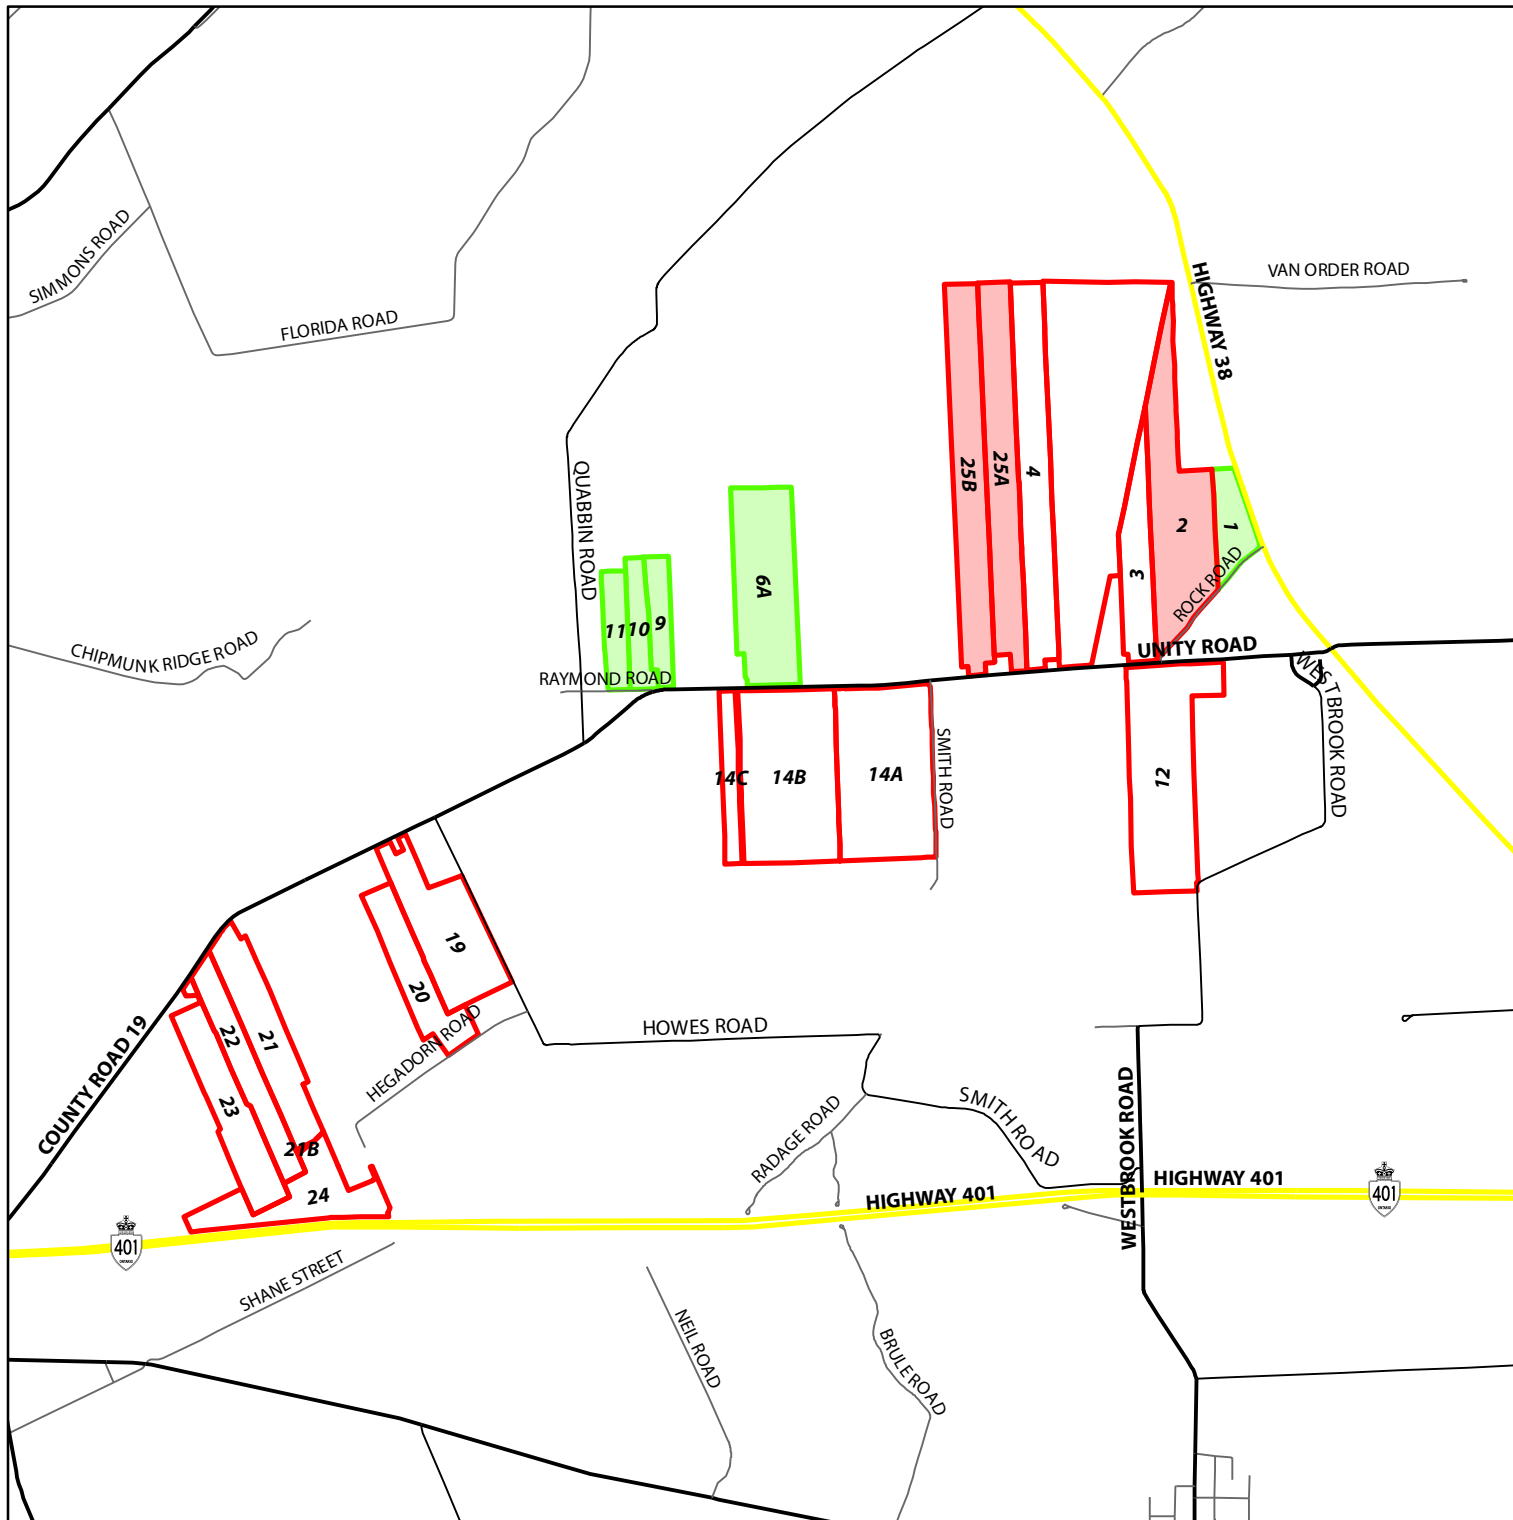 SIMMONS ROAD
FLORIDA ROAD
VAN ORDER ROAD
HIGHWAY 38
QUABBIN ROAD
25B
25A
4
2
1
3
ROCK ROAD
6A
11
10
9
CHIPMUNK RIDGE ROAD
RAYMOND ROAD
UNITY ROAD
WESTBROOK ROAD
14C
14B
14A
SMITH ROAD
12
19
20
HEGADORN ROAD
HOWES ROAD
COUNTY ROAD 19
22
21
23
21B
24
RADAGE ROAD
SMITH ROAD
WESTBROOK ROAD
HIGHWAY 401
HIGHWAY 401
401
ONTARIO
401
ONTARIO
SHANE STREET
NEIL ROAD
BRULE ROAD